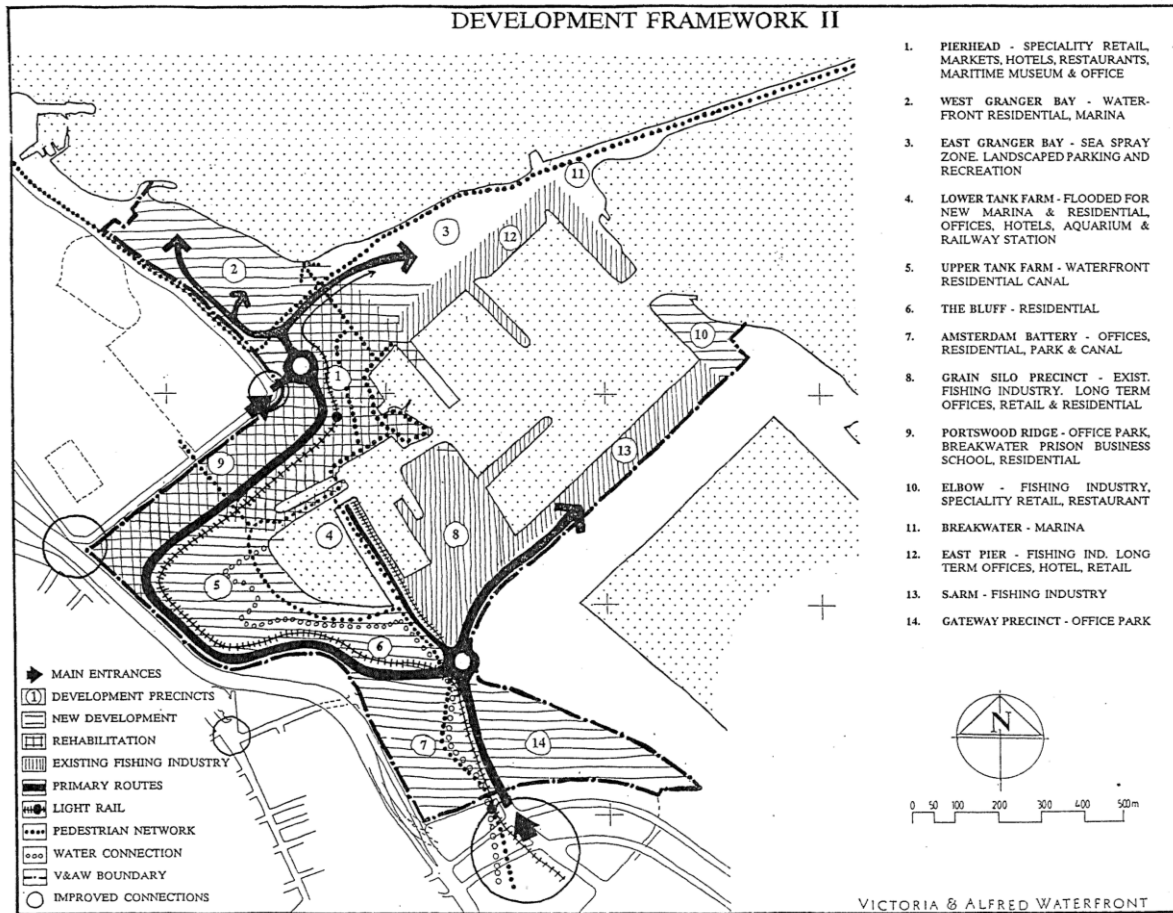 DEVELOPMENT FRAMEWORK II
1. PIERHEAD - SPECIALITY RETAIL,
MARKETS, HOTELS, RESTAURANTS,
MARITIME MUSEUM & OFFICE
2. WEST GRANGER BAY - WATER-
FRONT RESIDENTIAL, MARINA
3. EAST GRANGER BAY - SEA SPRAY
ZONE. LANDSCAPED PARKING AND
RECREATION
4. LOWER TANK FARM - FLOODED FOR
NEW MARINA & RESIDENTIAL,
OFFICES, HOTELS, AQUARIUM &
RAILWAY STATION
5. UPPER TANK FARM - WATERFRONT
RESIDENTIAL CANAL
6. THE BLUFF - RESIDENTIAL
7. AMSTERDAM BATTERY - OFFICES,
RESIDENTIAL, PARK & CANAL
8. GRAIN SILO PRECINCT - EXIST.
FISHING INDUSTRY. LONG TERM
OFFICES, RETAIL & RESIDENTIAL
9. PORTSWOOD RIDGE - OFFICE PARK,
BREAKWATER PRISON BUSINESS
SCHOOL, RESIDENTIAL
10. ELBOW - FISHING INDUSTRY,
SPECIALITY RETAIL, RESTAURANT
11. BREAKWATER - MARINA
12. EAST PIER - FISHING IND. LONG
TERM OFFICES, HOTEL, RETAIL
13. S.ARM - FISHING INDUSTRY
14. GATEWAY PRECINCT - OFFICE PARK
11
3
12
2
10
1
13
9
8
4
5
6
7
14
MAIN ENTRANCES
1 DEVELOPMENT PRECINCTS
NEW DEVELOPMENT
REHABILITATION
EXISTING FISHING INDUSTRY
PRIMARY ROUTES
LIGHT RAIL
PEDESTRIAN NETWORK
WATER CONNECTION
V&AW BOUNDARY
IMPROVED CONNECTIONS
N
0 50 100 200 300 400 500m
VICTORIA & ALFRED WATERFRONT